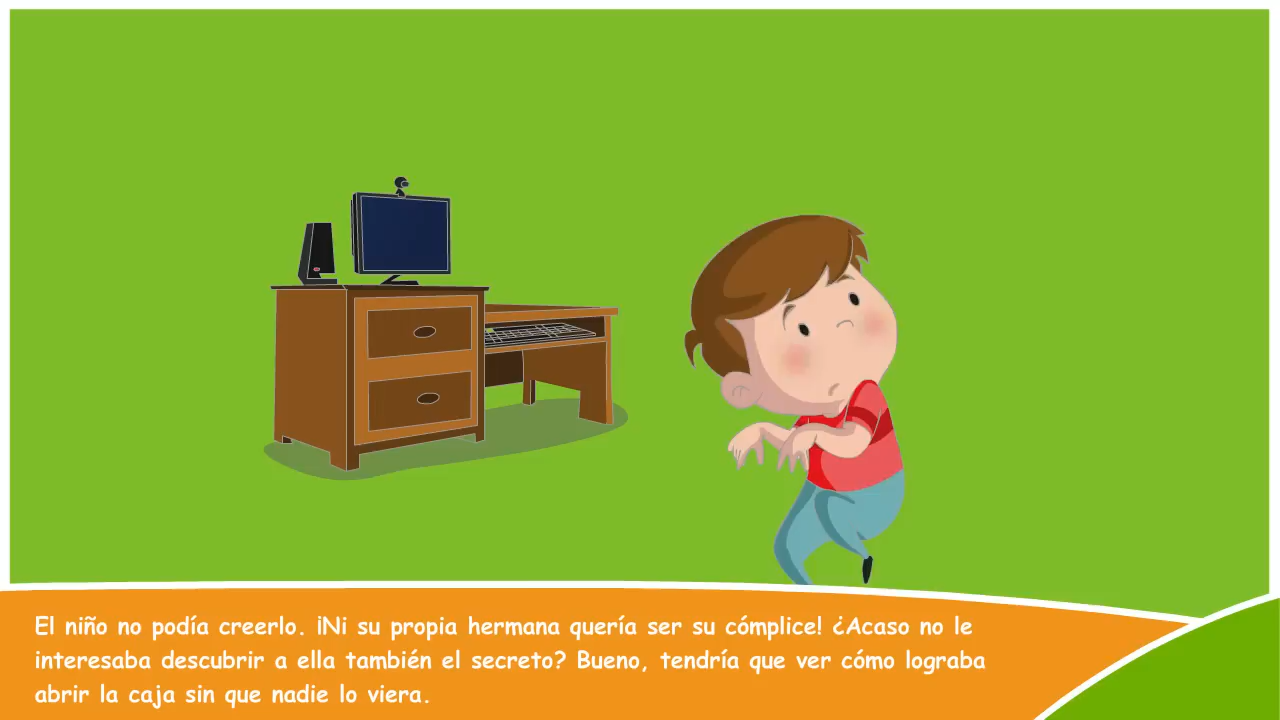 El niño no podía creerlo. ¡Ni su propia hermana quería ser su cómplice! ¿Acaso no le
interesaba descubrir a ella también el secreto? Bueno, tendría que ver cómo lograba
abrir la caja sin que nadie lo viera.